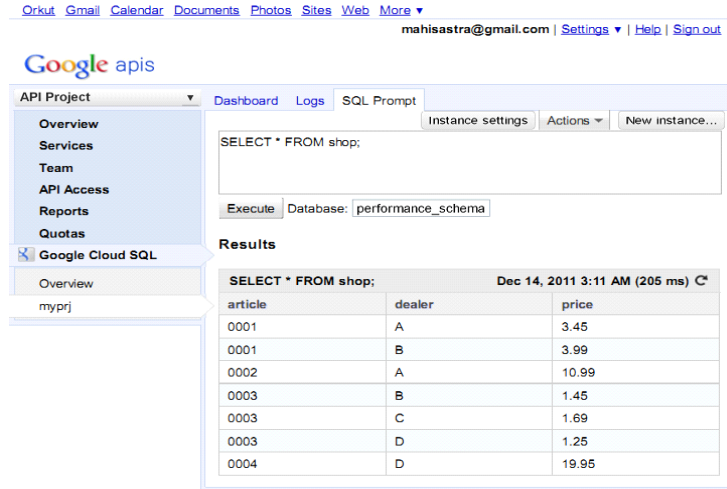 Orkut Gmail Calendar Documents Photos Sites Web More ▼
mahisastra@gmail.com | Settings ▼ | Help | Sign out
Google apis
API Project ▼
Dashboard Logs SQL Prompt
Overview
Services
Team
API Access
Reports
Quotas
Google Cloud SQL
Overview
myprj
Instance settings Actions ▼ New instance...
SELECT * FROM shop;
Execute Database: performance_schema
Results
SELECT * FROM shop; Dec 14, 2011 3:11 AM (205 ms)
article dealer price
0001 A 3.45
0001 B 3.99
0002 A 10.99
0003 B 1.45
0003 C 1.69
0003 D 1.25
0004 D 19.95